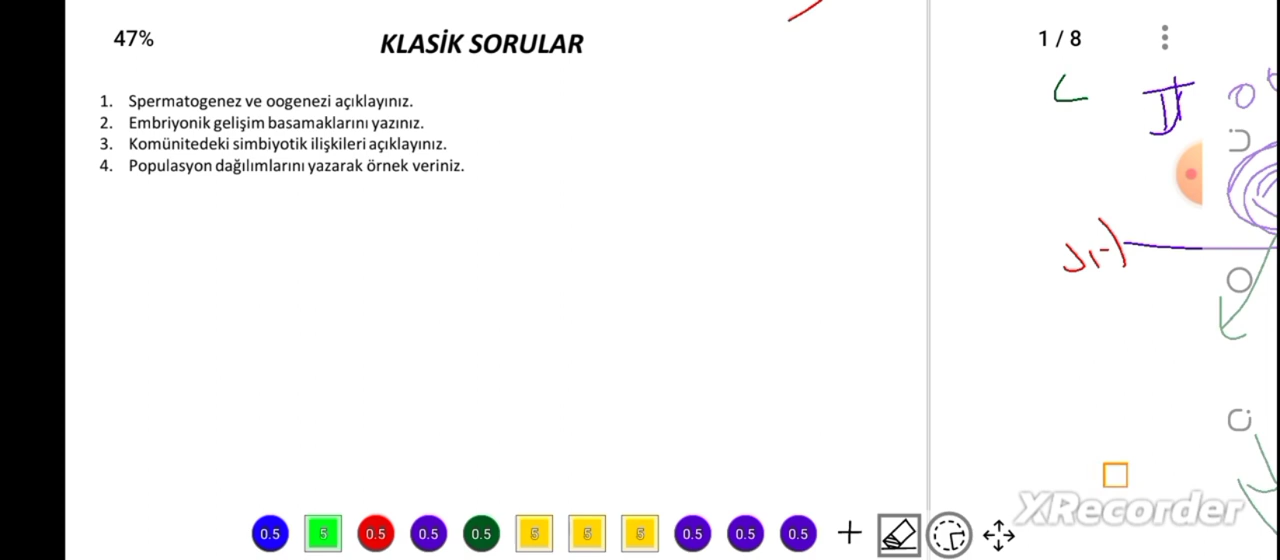 47%
KLASİK SORULAR
1 / 8
1. Spermatogenez ve oogenezi açıklayınız.
2. Embriyonik gelişim basamaklarını yazınız.
3. Komünitedeki simbiyotik ilişkileri açıklayınız.
4. Populasyon dağılımlarını yazarak örnek veriniz.
XRecorder
0.5 5 0.5 0.5 0.5 5 5 5 0.5 0.5 0.5